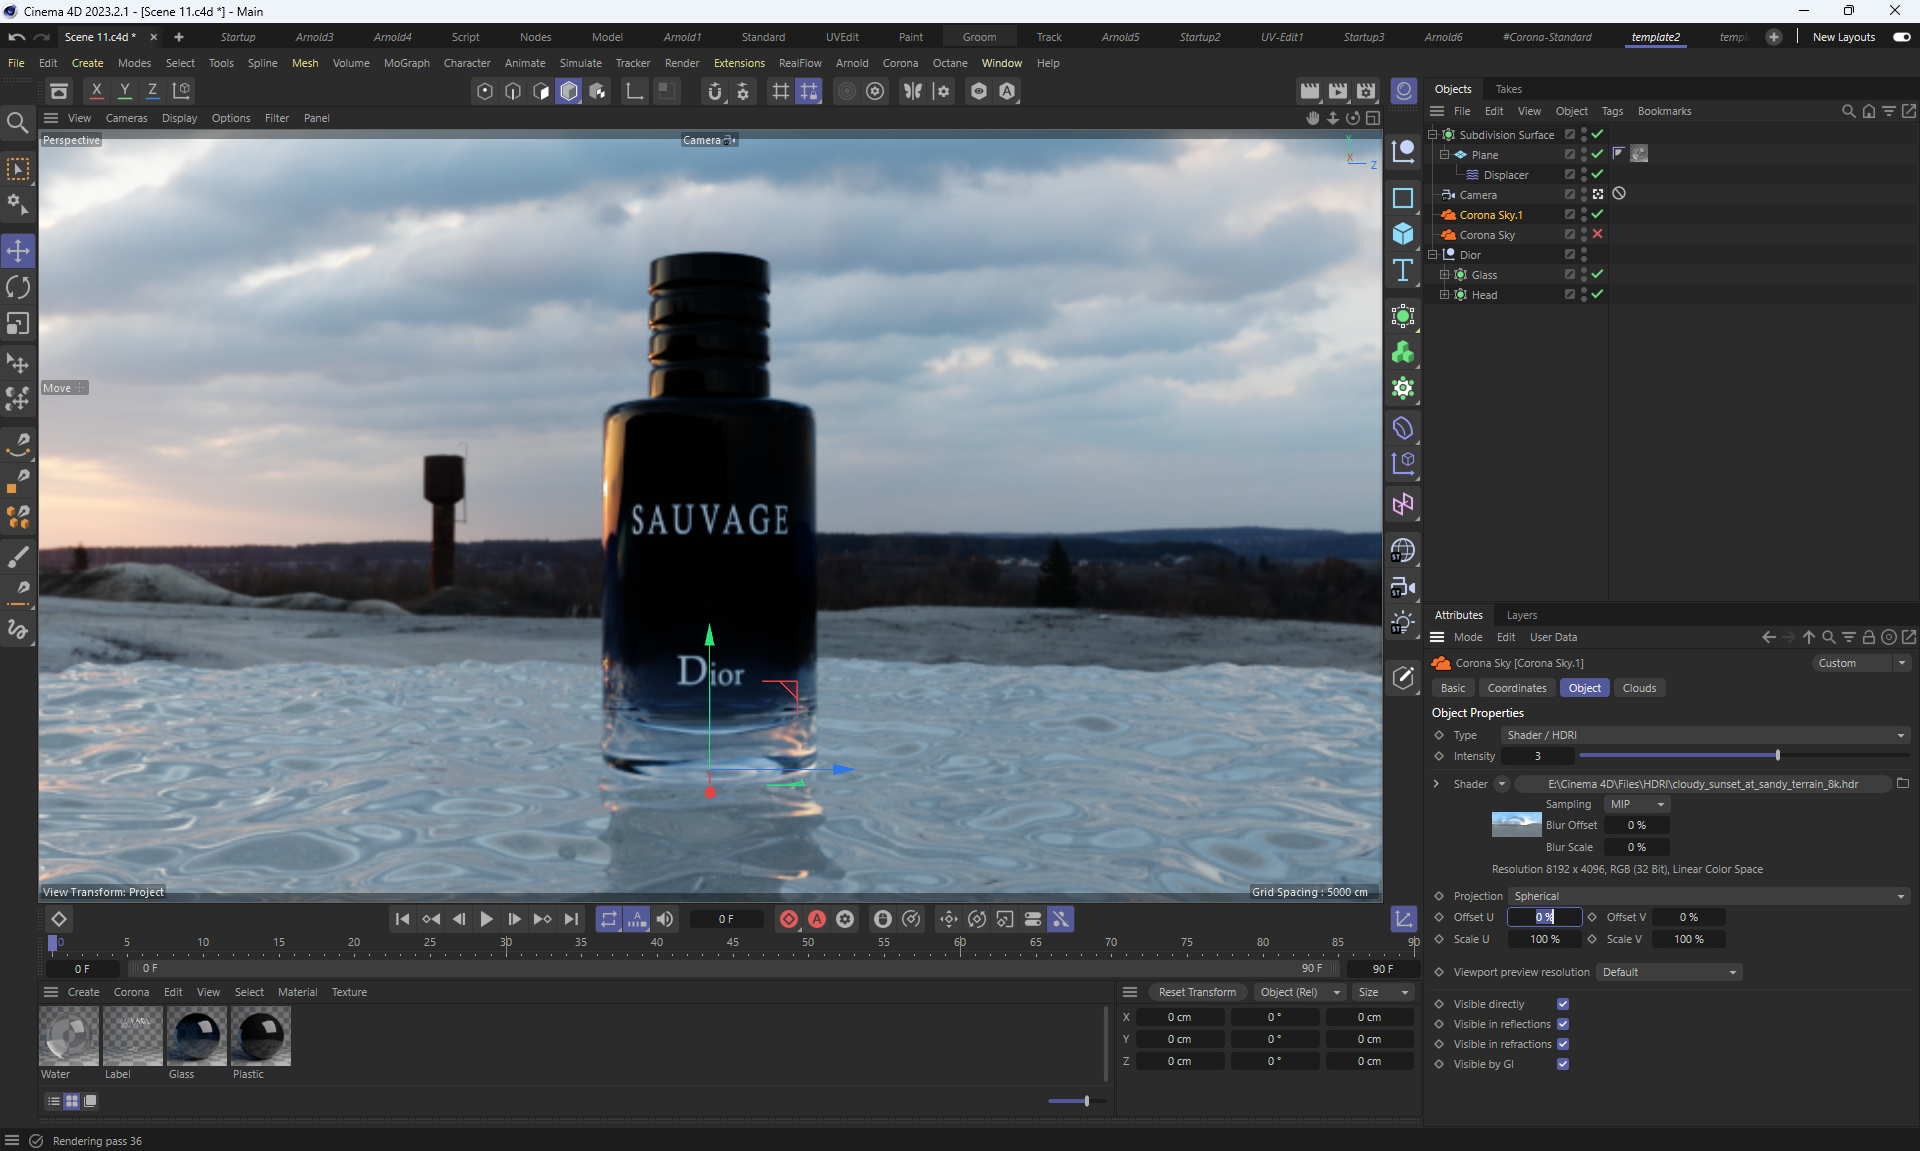 Cinema 4D 2023.2.1 - [Scene 11.c4d *] - Main
Scene 11.c4d * × + Startup Arnold3 Arnold4 Script Nodes Model Arnold1 Standard UVEdit Paint Groom Track Arnold5 Startup2 UV-Edit1 Startup3 Arnold6 #Corona-Standard template2 templ New Layouts
File Edit Create Modes Select Tools Spline Mesh Volume MoGraph Character Animate Simulate Tracker Render Extensions RealFlow Arnold Corona Octane Window Help
X Y Z
Objects Takes
View Cameras Display Options Filter Panel
File Edit View Object Tags Bookmarks
Perspective
Camera
Y
X
Z
Subdivision Surface
Plane
Displacer
Camera
Corona Sky.1
Corona Sky
Dior
Glass
Head
Move
SAUVAGE
Dior
ST
ST
ST
View Transform: Project
Grid Spacing : 5000 cm
Attributes Layers
Mode Edit User Data
Corona Sky [Corona Sky.1] Custom
Basic Coordinates Object Clouds
Object Properties
Type Shader / HDRI
Intensity 3
Shader E:\Cinema 4D\Files\HDRI\cloudy_sunset_at_sandy_terrain_8k.hdr
Sampling MIP
Blur Offset 0 %
Blur Scale 0 %
Resolution 8192 x 4096, RGB (32 Bit), Linear Color Space
Projection Spherical
Offset U 0 % Offset V 0 %
Scale U 100 % Scale V 100 %
Viewport preview resolution Default
Visible directly
Visible in reflections
Visible in refractions
Visible by GI
0 F
0 5 10 15 20 25 30 35 40 45 50 55 60 65 70 75 80 85 90
0 F 0 F 90 F 90 F
Create Corona Edit View Select Material Texture
Water Label Glass Plastic
Reset Transform Object (Rel) Size
X 0 cm 0 ° 0 cm
Y 0 cm 0 ° 0 cm
Z 0 cm 0 ° 0 cm
Rendering pass 36